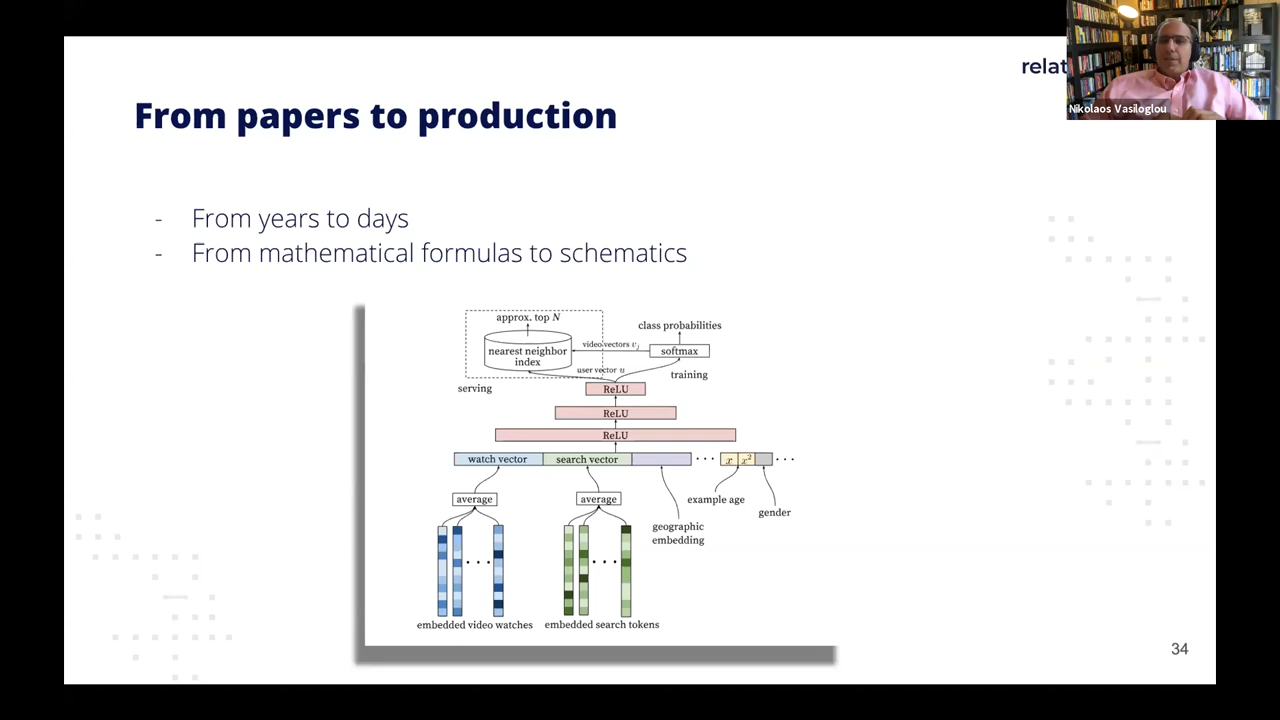 relat
Nikolaos Vasiloglou
From papers to production
- From years to days
- From mathematical formulas to schematics
approx. top N
class probabilities
nearest neighbor
index
video vectors vj
softmax
user vector u
training
serving
ReLU
ReLU
ReLU
watch vector
search vector
...
x
x²
...
average
average
example age
gender
geographic
embedding
...
...
embedded video watches
embedded search tokens
34